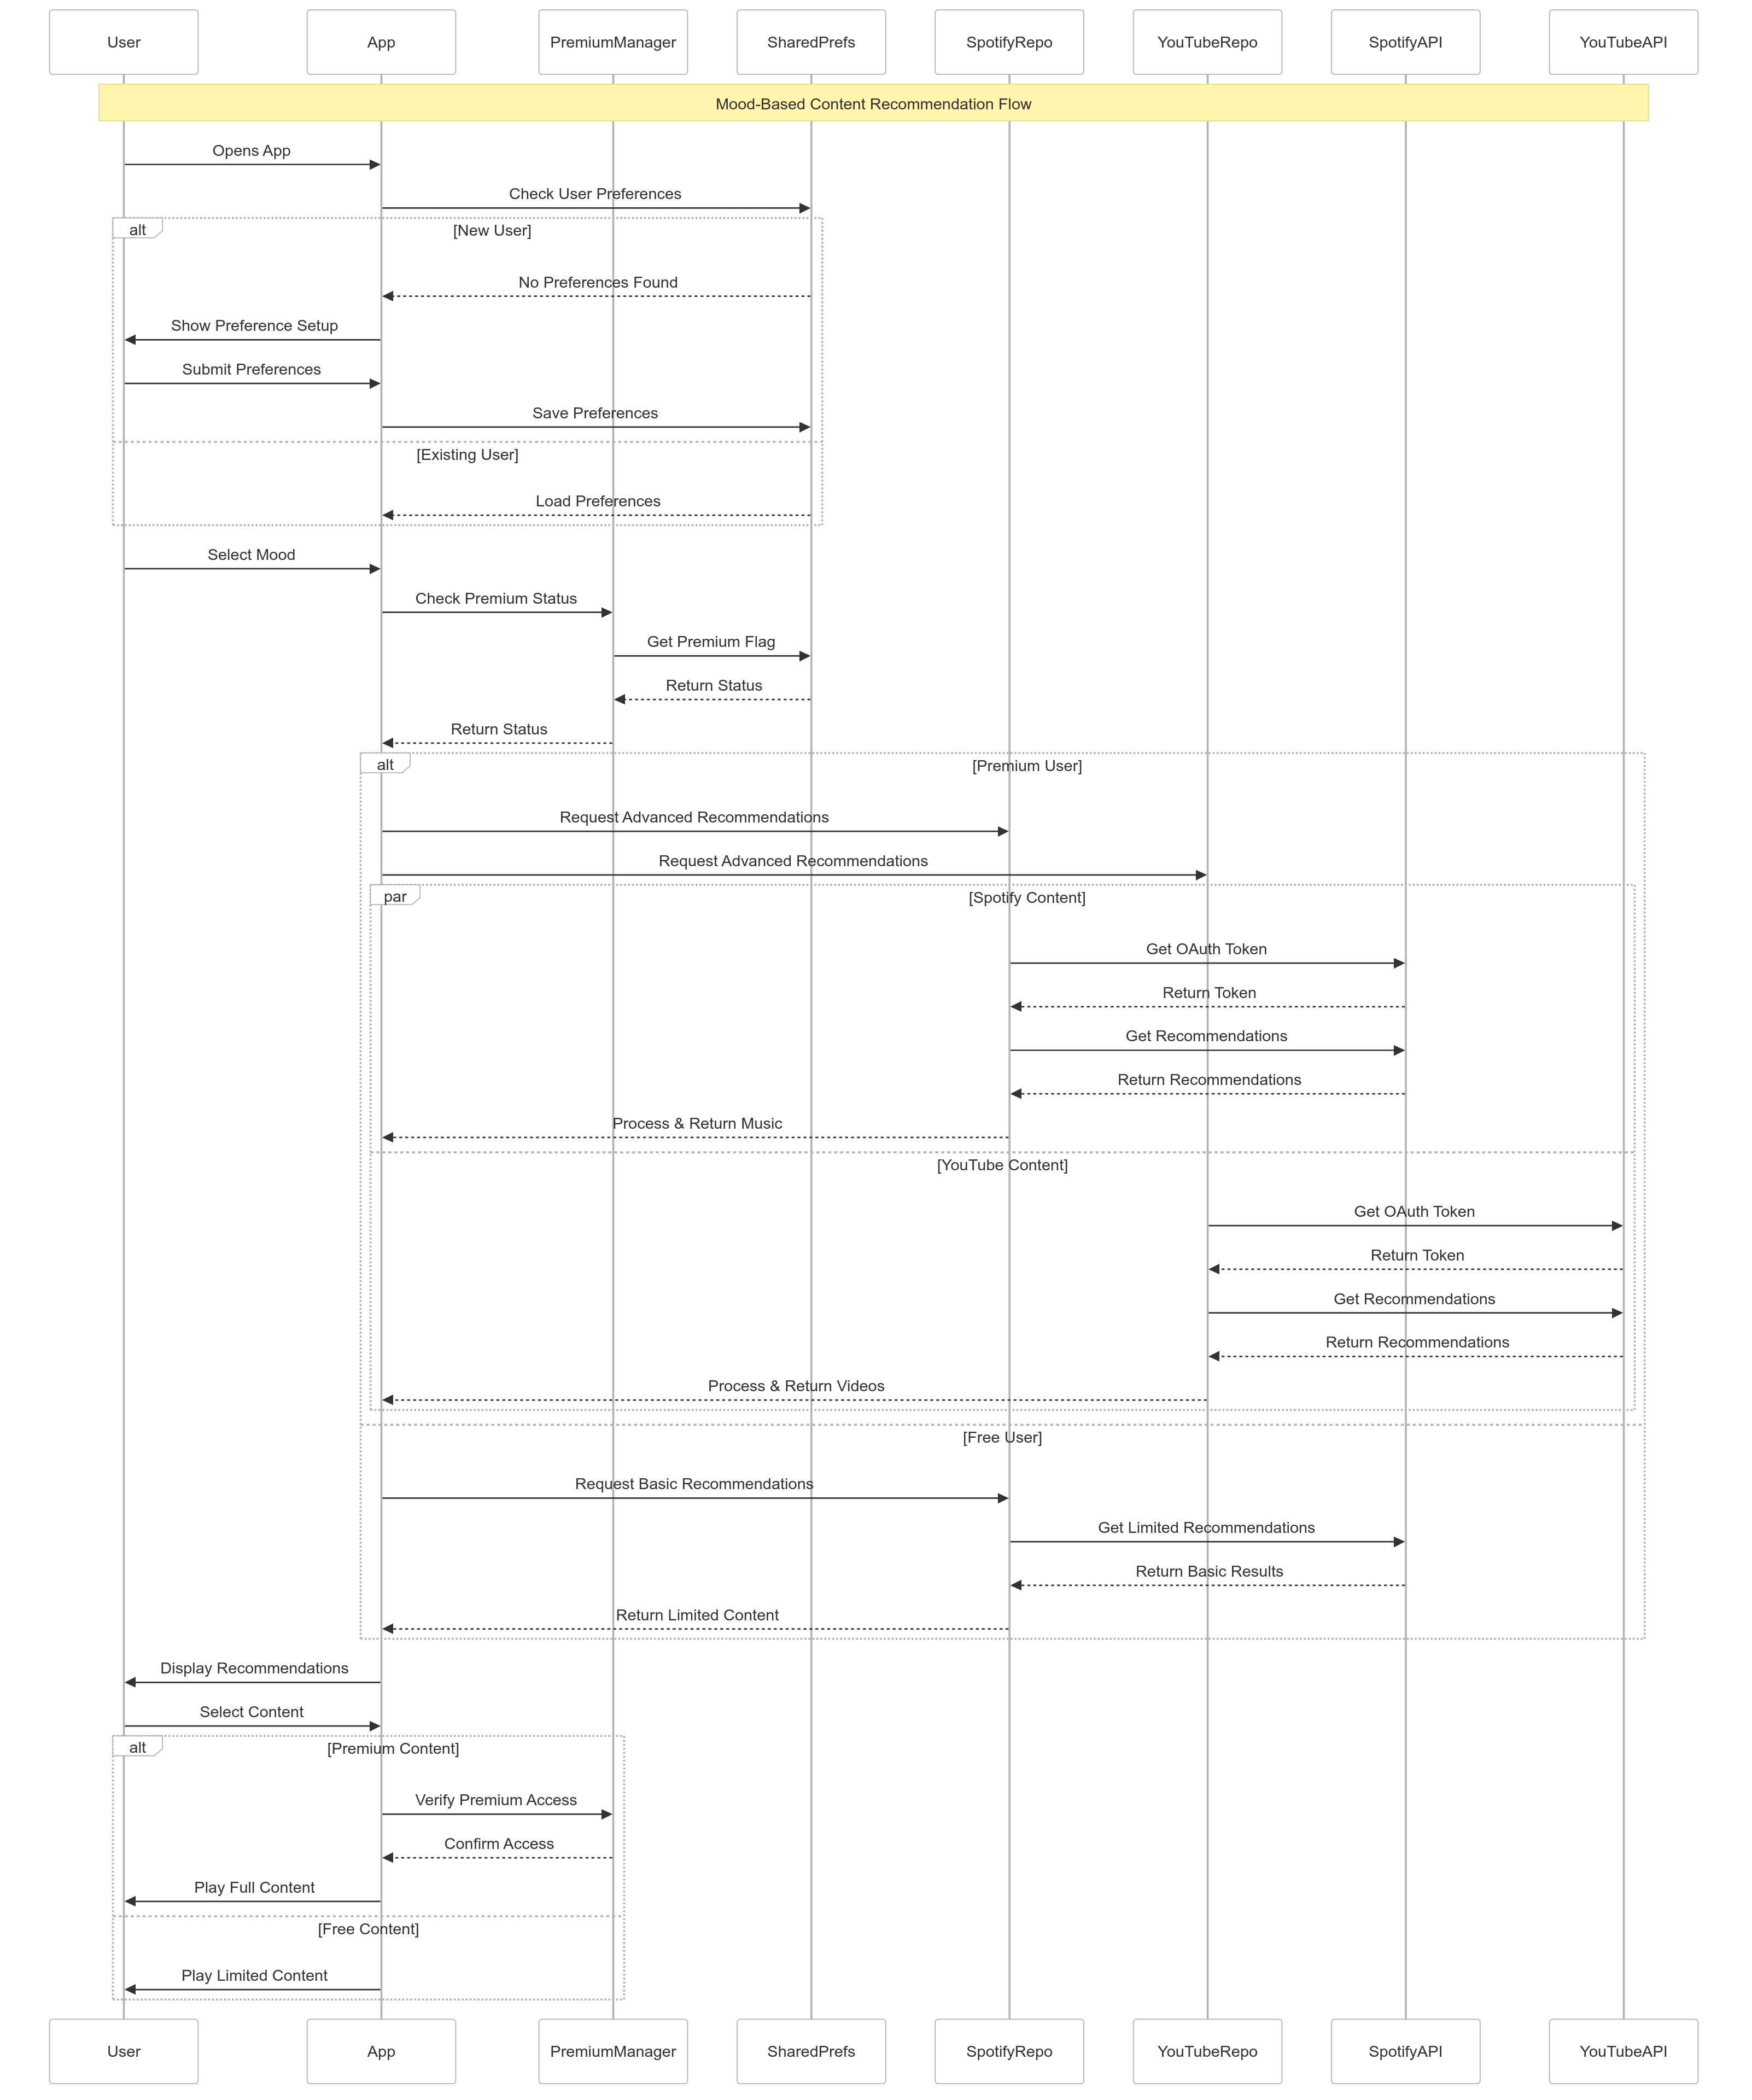 User
App
PremiumManager
SharedPrefs
SpotifyRepo
YouTubeRepo
SpotifyAPI
YouTubeAPI
Mood-Based Content Recommendation Flow
Opens App
Check User Preferences
alt
[New User]
No Preferences Found
Show Preference Setup
Submit Preferences
Save Preferences
[Existing User]
Load Preferences
Select Mood
Check Premium Status
Get Premium Flag
Return Status
Return Status
alt
[Premium User]
Request Advanced Recommendations
Request Advanced Recommendations
par
[Spotify Content]
Get OAuth Token
Return Token
Get Recommendations
Return Recommendations
Process & Return Music
[YouTube Content]
Get OAuth Token
Return Token
Get Recommendations
Return Recommendations
Process & Return Videos
[Free User]
Request Basic Recommendations
Get Limited Recommendations
Return Basic Results
Return Limited Content
Display Recommendations
Select Content
alt
[Premium Content]
Verify Premium Access
Confirm Access
Play Full Content
[Free Content]
Play Limited Content
User
App
PremiumManager
SharedPrefs
SpotifyRepo
YouTubeRepo
SpotifyAPI
YouTubeAPI